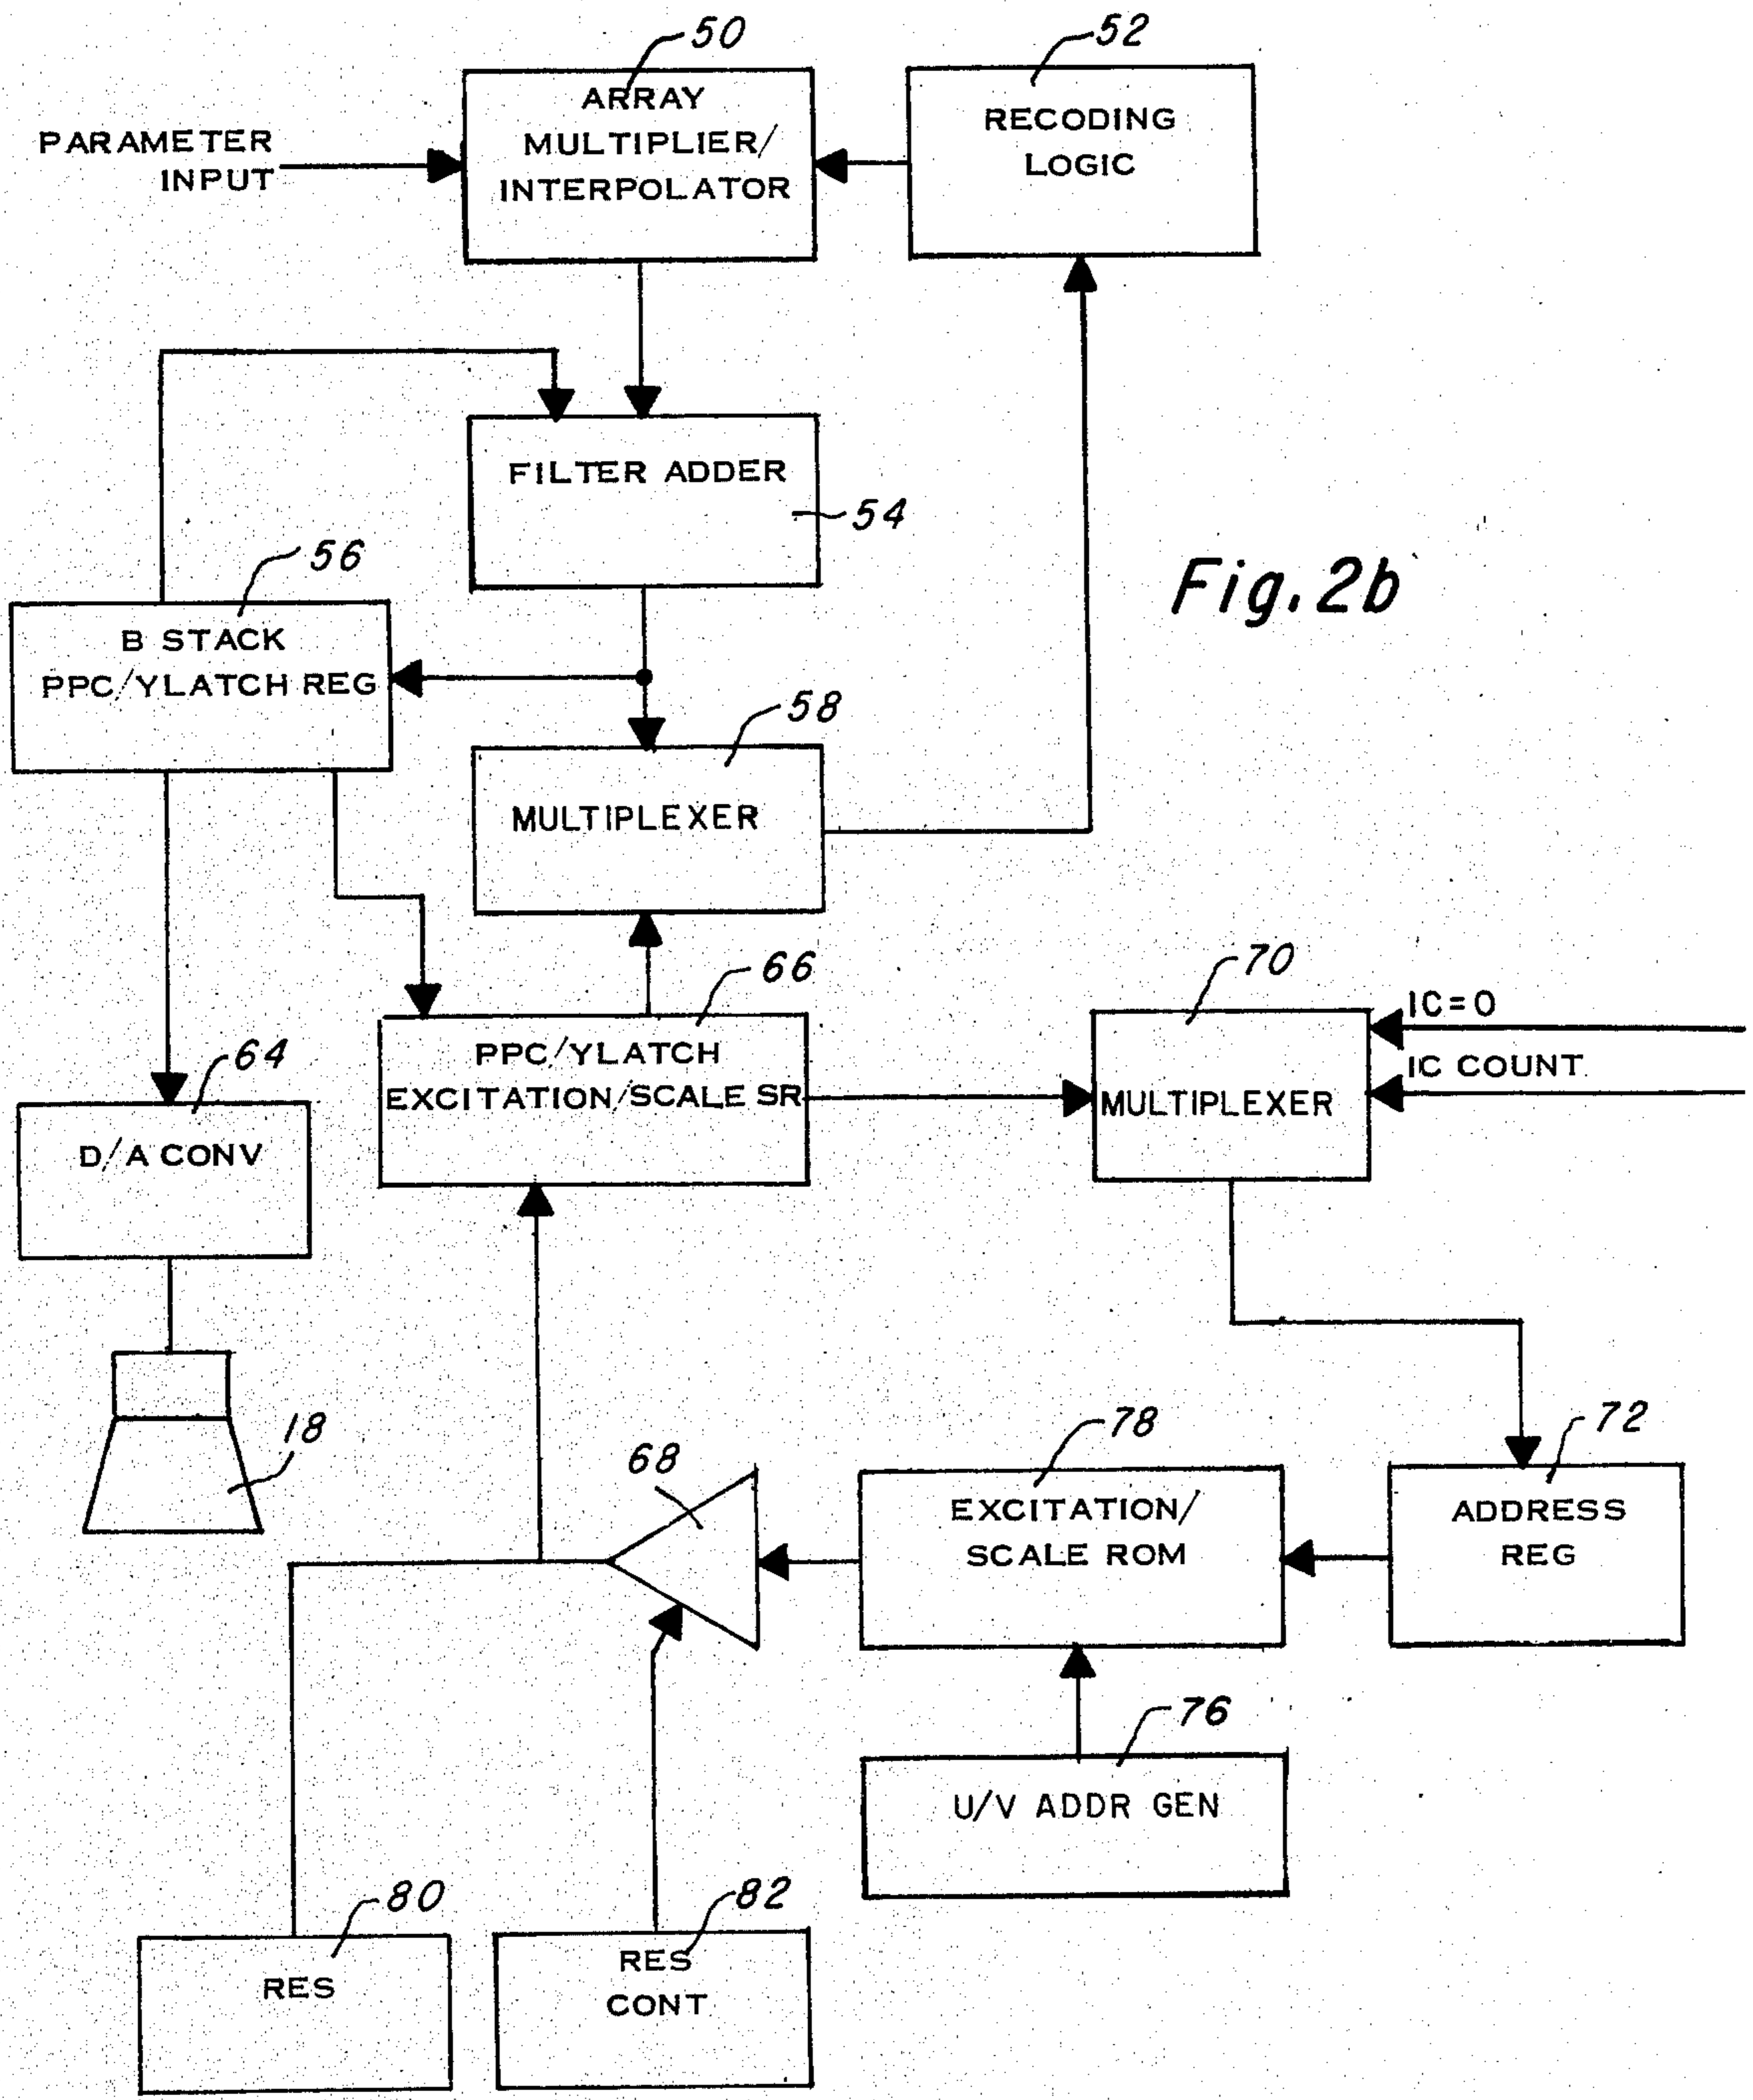 50
52
ARRAY
MULTIPLIER/
INTERPOLATOR
RECODING
LOGIC
PARAMETER
INPUT
FILTER ADDER
54
56
B STACK
PPC/YLATCH REG
Fig. 2b
58
MULTIPLEXER
66
PPC/YLATCH
EXCITATION/SCALE SR
70
MULTIPLEXER
IC=0
IC COUNT
64
D/A CONV
18
68
78
EXCITATION/
SCALE ROM
72
ADDRESS
REG
76
U/V ADDR GEN
80
RES
82
RES
CONT